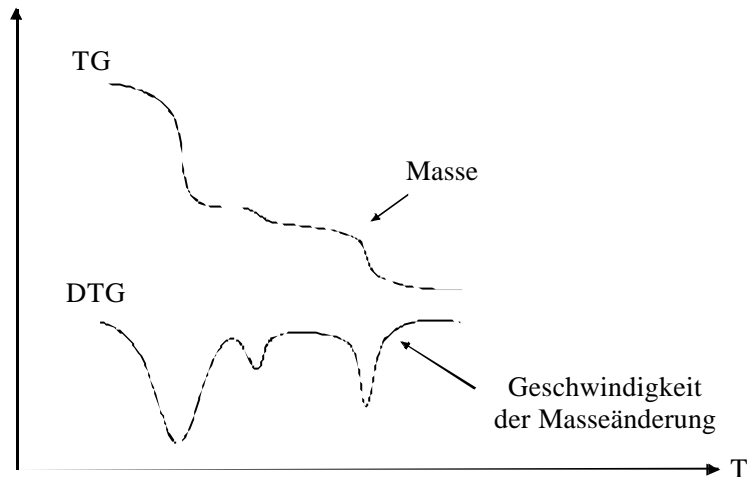 TG
Masse
DTG
Geschwindigkeit
der Masseänderung
T